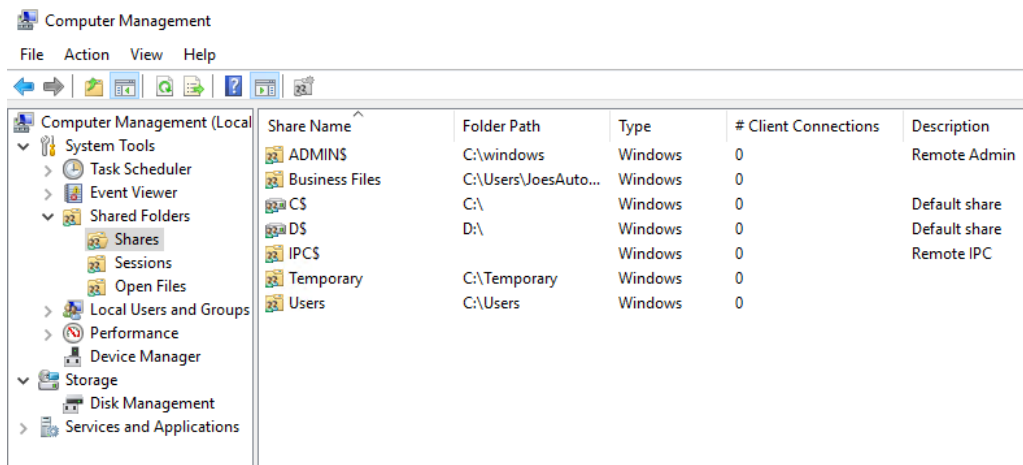 Computer Management
File Action View Help
Computer Management (Local
System Tools
Task Scheduler
Event Viewer
Shared Folders
Shares
Sessions
Open Files
Local Users and Groups
Performance
Device Manager
Storage
Disk Management
Services and Applications
Share Name Folder Path Type # Client Connections Description
ADMIN$ C:\windows Windows 0 Remote Admin
Business Files C:\Users\JoesAuto... Windows 0
C$ C:\ Windows 0 Default share
D$ D:\ Windows 0 Default share
IPC$ Windows 0 Remote IPC
Temporary C:\Temporary Windows 0
Users C:\Users Windows 0